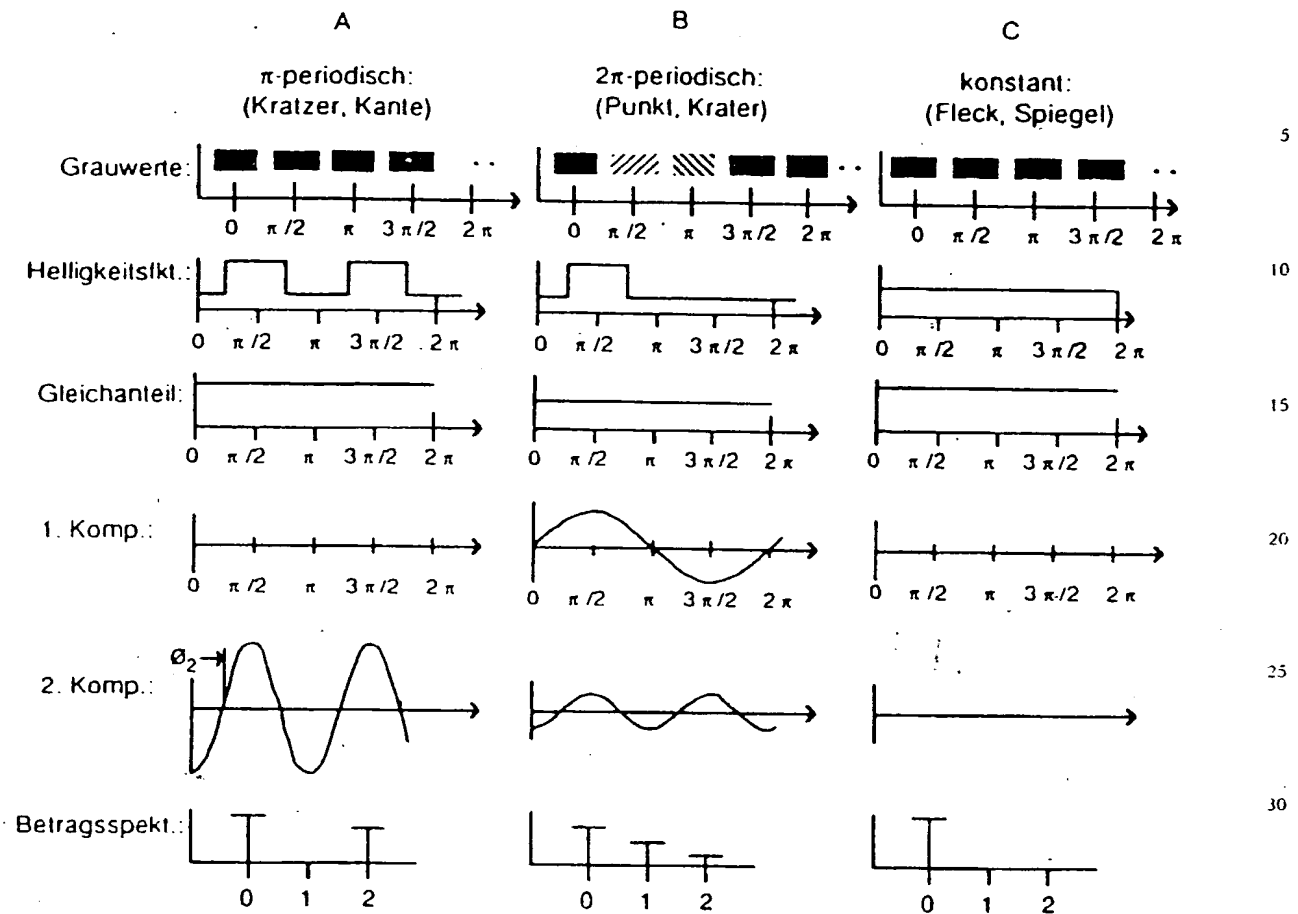 A B C
π-periodisch: 2π-periodisch: konstant:
(Kratzer, Kante) (Punkt, Krater) (Fleck, Spiegel)
5
Grauwerte:
0 π/2 π 3π/2 2π 0 π/2 π 3π/2 2π 0 π/2 π 3π/2 2π
Helligkeitsfkt.: 10
0 π/2 π 3π/2 2π 0 π/2 π 3π/2 2π 0 π/2 π 3π/2 2π
Gleichanteil: 15
0 π/2 π 3π/2 2π 0 π/2 π 3π/2 2π 0 π/2 π 3π/2 2π
1. Komp.: 20
0 π/2 π 3π/2 2π 0 π/2 π 3π/2 2π 0 π/2 π 3π/2 2π
Ø₂
2. Komp.: 25
30
Betragsspekt.:
0 1 2 0 1 2 0 1 2